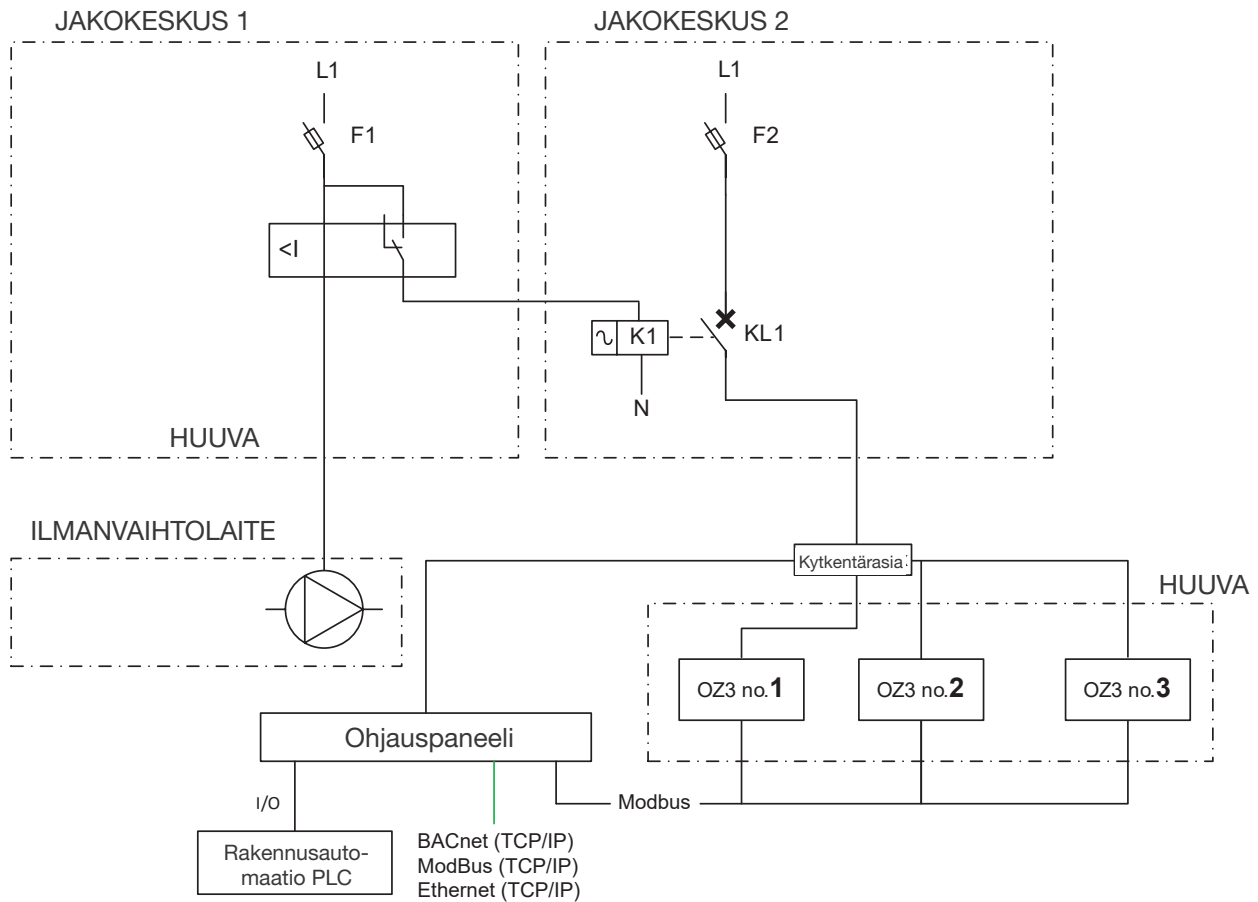 JAKOKESKUS 1
JAKOKESKUS 2
L1
L1
F1
F2
<I
K1
KL1
N
HUUVA
ILMANVAIHTOLAITE
Kytkentärasia:
HUUVA
OZ3 no.1
OZ3 no.2
OZ3 no.3
Ohjauspaneeli
I/O
Modbus
Rakennusauto-
maatio PLC
BACnet (TCP/IP)
ModBus (TCP/IP)
Ethernet (TCP/IP)